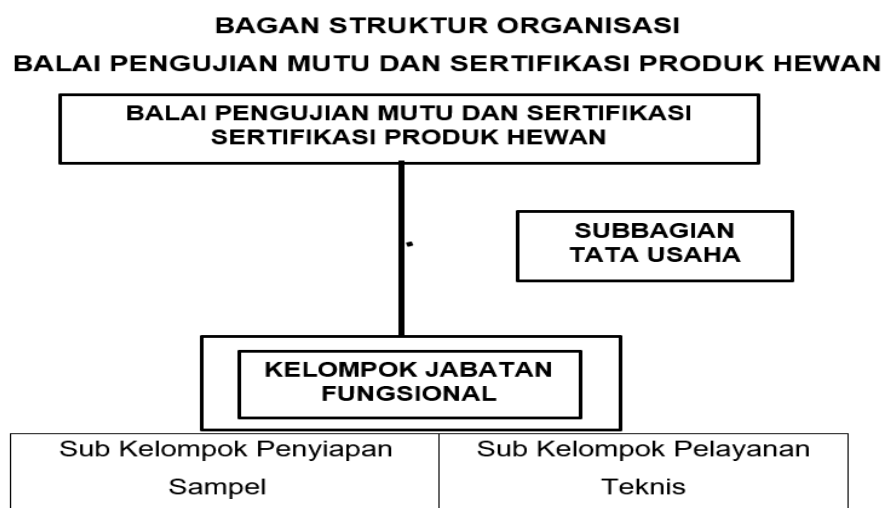 BAGAN STRUKTUR ORGANISASI
BALAI PENGUJIAN MUTU DAN SERTIFIKASI PRODUK HEWAN
BALAI PENGUJIAN MUTU DAN SERTIFIKASI
SERTIFIKASI PRODUK HEWAN
SUBBAGIAN
TATA USAHA
KELOMPOK JABATAN
FUNGSIONAL
Sub Kelompok Penyiapan
Sampel
Sub Kelompok Pelayanan
Teknis